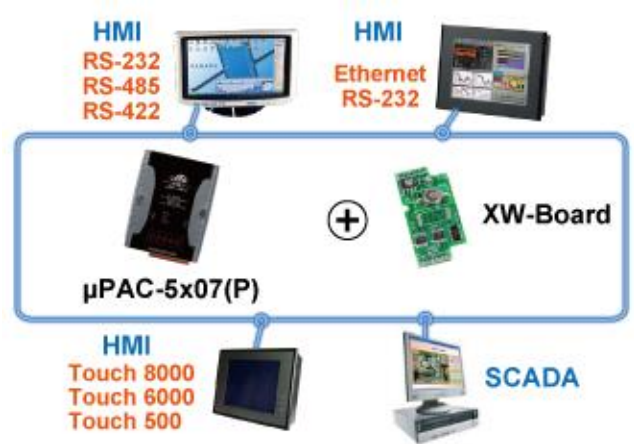 HMI
RS-232
RS-485
RS-422
HMI
Ethernet
RS-232
XW-Board
µPAC-5x07(P)
HMI
Touch 8000
Touch 6000
Touch 500
SCADA